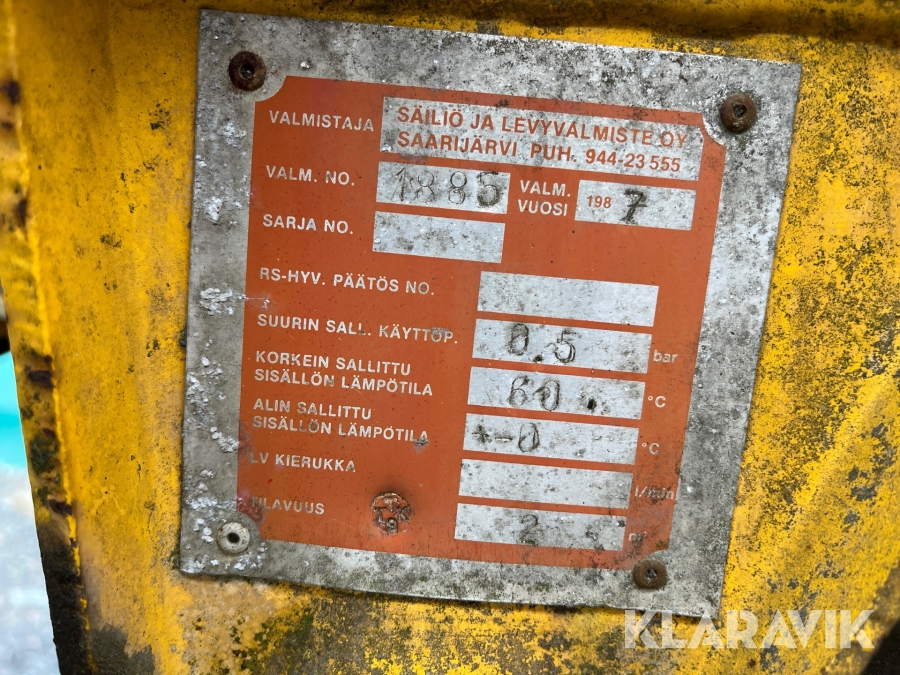 VALMISTAJA SÄILIÖ JA LEVYVALMISTE OY
SAARIJÄRVI PUH. 944-23 555
VALM. NO. 1885 VALM. VUOSI 1987
SARJA NO.
RS-HYV. PÄÄTÖS NO.
SUURIN SALL. KÄYTTÖP. 0.5 bar
KORKEIN SALLITTU
SISÄLLÖN LÄMPÖTILA 60. °C
ALIN SALLITTU
SISÄLLÖN LÄMPÖTILA +-0 °C
LV KIERUKKA l/min
TILAVUUS 2
KLARAVIK